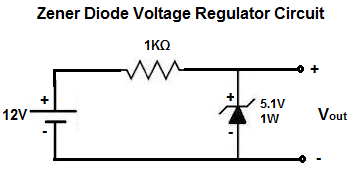 Zener Diode Voltage Regulator Circuit
1KΩ
+
+
+
12V
5.1V
1W
Vout
-
-
-